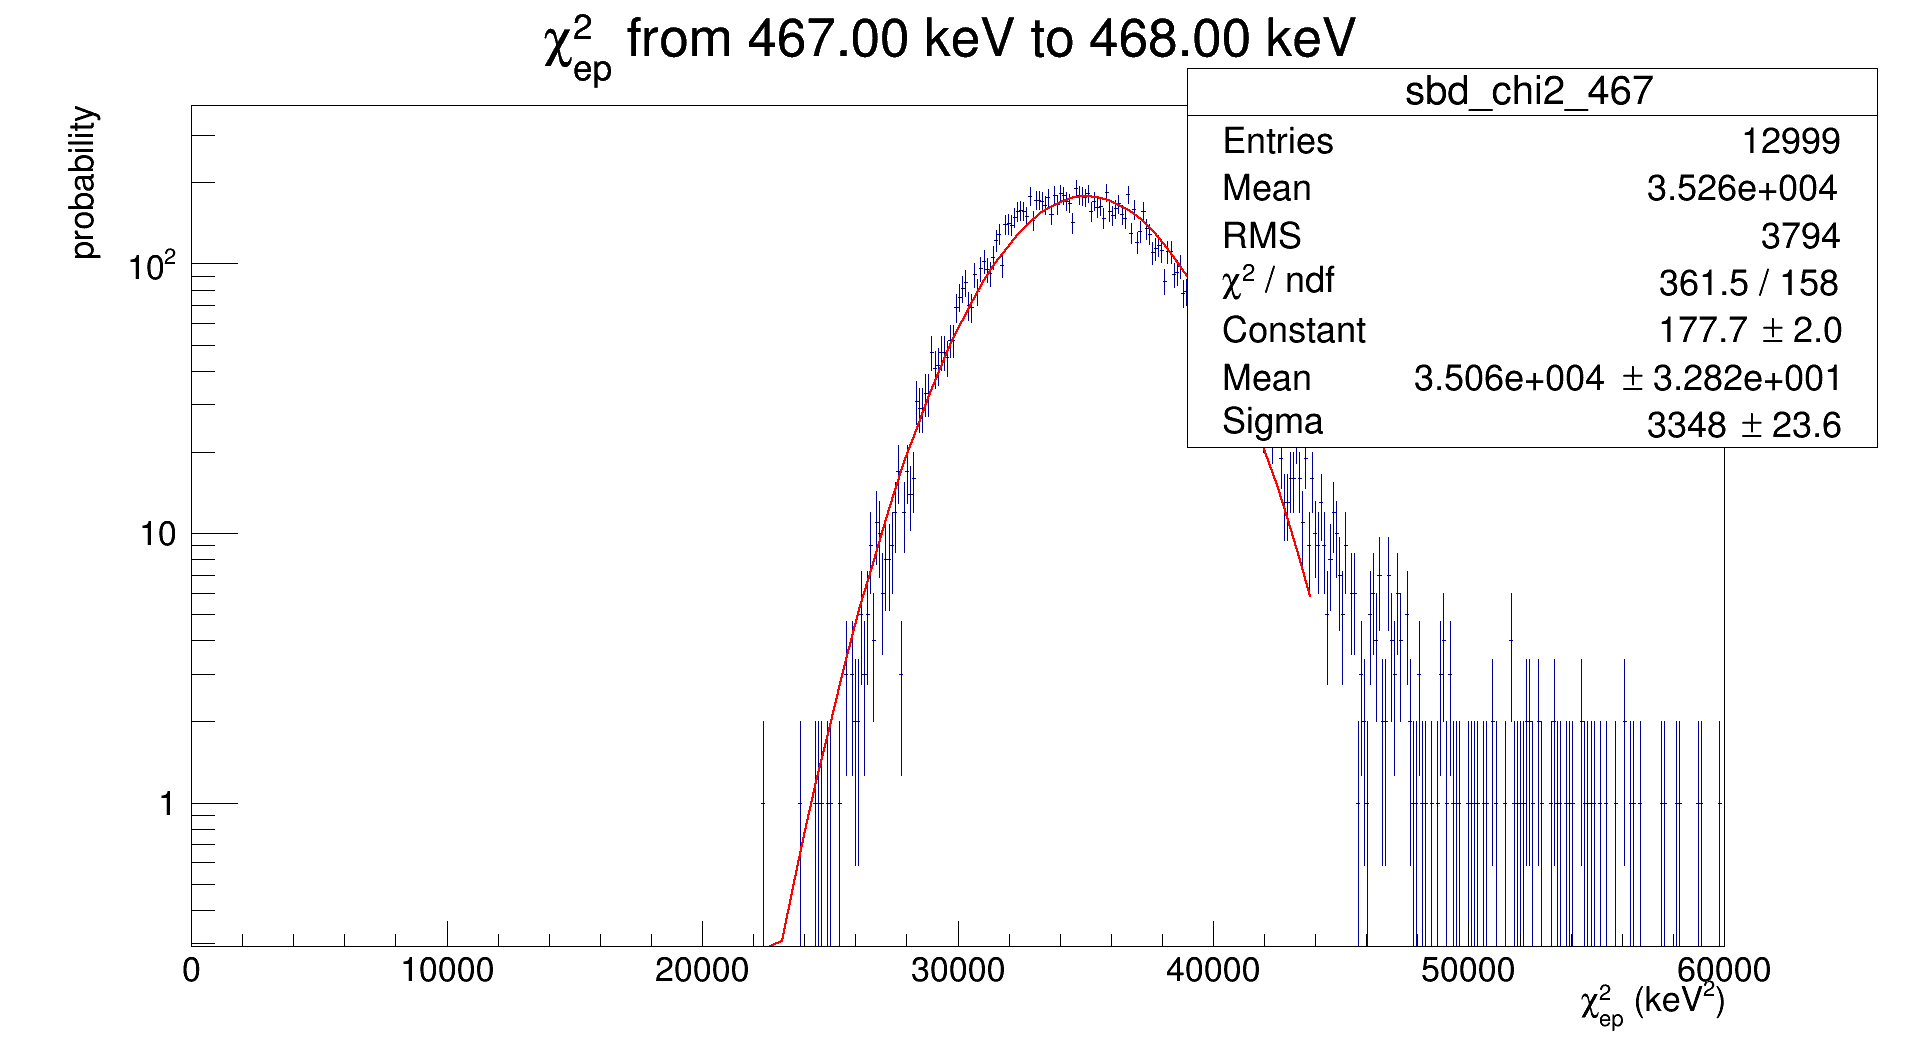 χ²ep from 467.00 keV to 468.00 keV
sbd_chi2_467
Entries 12999
Mean 3.526e+004
RMS 3794
χ² / ndf 361.5 / 158
Constant 177.7 ± 2.0
Mean 3.506e+004 ± 3.282e+001
Sigma 3348 ± 23.6
probability
10²
10
1
0 10000 20000 30000 40000 50000 60000
χ²ep (keV²)